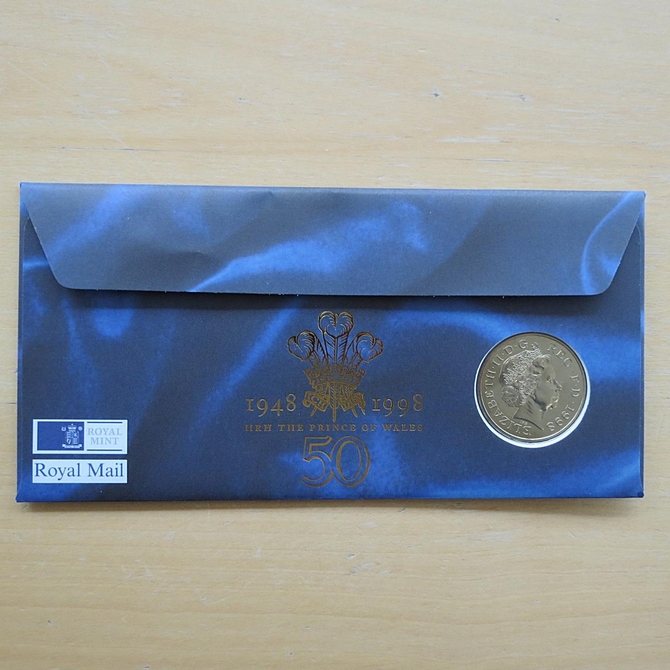 1948 1998
HRH THE PRINCE OF WALES
50
ELIZABETH II D·G REG F·D 1998
ROYAL
MINT
Royal Mail